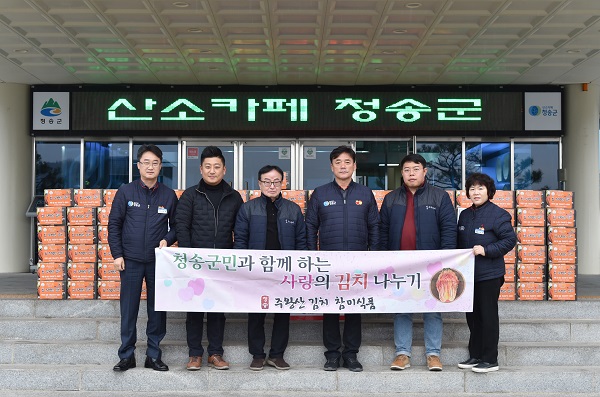 산소카페 청송군
청송군
청송군
청송군민과 함께 하는
사랑의 김치 나누기
주왕산 김치 참미식품